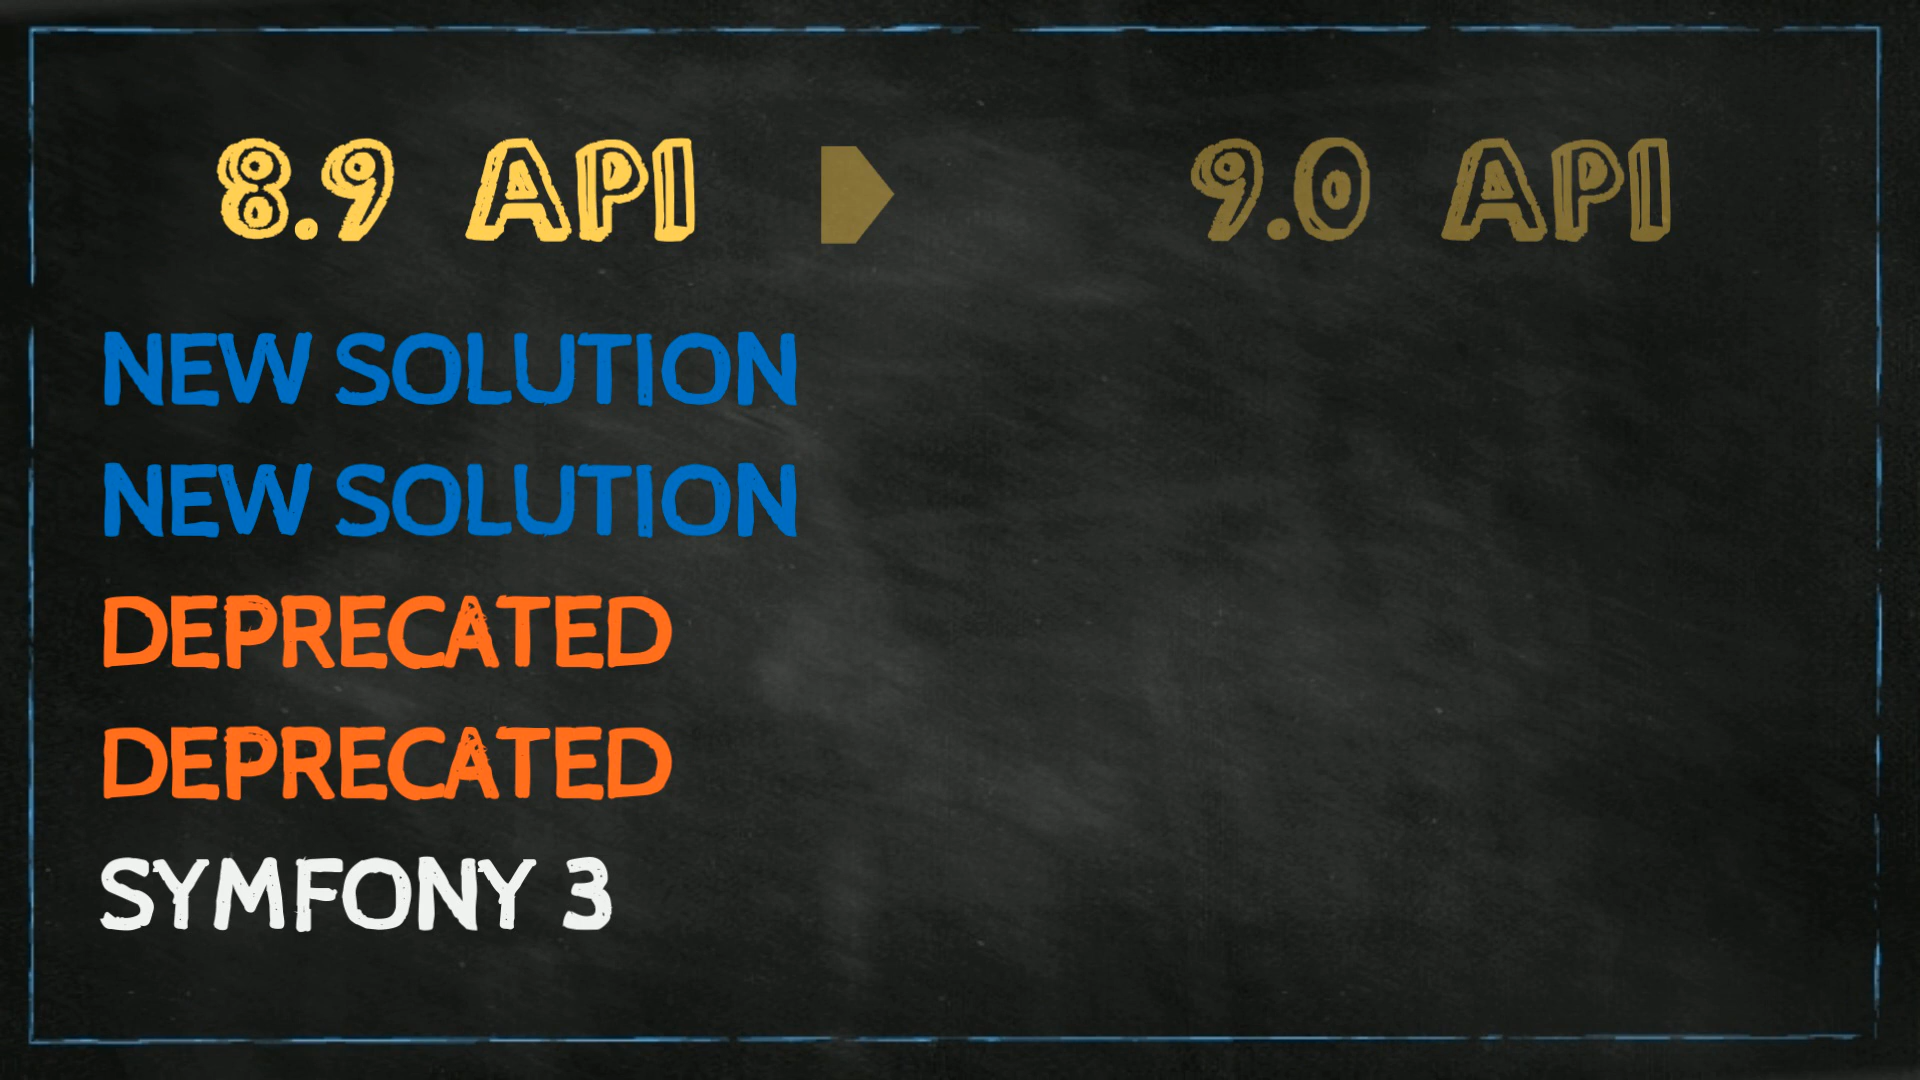 8.9 API 9.0 API
NEW SOLUTION
NEW SOLUTION
DEPRECATED
DEPRECATED
SYMFONY 3